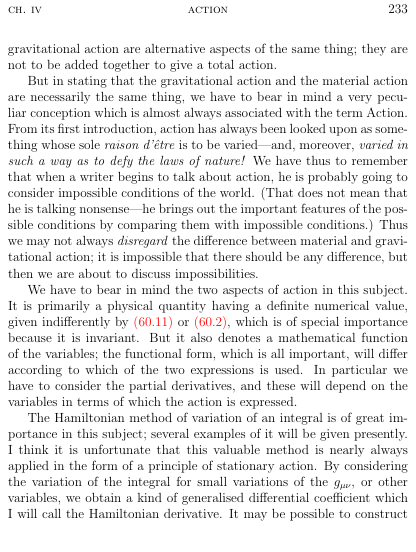 CH. IV ACTION 233
gravitational action are alternative aspects of the same thing; they are
not to be added together to give a total action.
But in stating that the gravitational action and the material action
are necessarily the same thing, we have to bear in mind a very pecu-
liar conception which is almost always associated with the term Action.
From its first introduction, action has always been looked upon as some-
thing whose sole raison d'être is to be varied—and, moreover, varied in
such a way as to defy the laws of nature! We have thus to remember
that when a writer begins to talk about action, he is probably going to
consider impossible conditions of the world. (That does not mean that
he is talking nonsense—he brings out the important features of the pos-
sible conditions by comparing them with impossible conditions.) Thus
we may not always disregard the difference between material and gravi-
tational action; it is impossible that there should be any difference, but
then we are about to discuss impossibilities.
We have to bear in mind the two aspects of action in this subject.
It is primarily a physical quantity having a definite numerical value,
given indifferently by (60.11) or (60.2), which is of special importance
because it is invariant. But it also denotes a mathematical function
of the variables; the functional form, which is all important, will differ
according to which of the two expressions is used. In particular we
have to consider the partial derivatives, and these will depend on the
variables in terms of which the action is expressed.
The Hamiltonian method of variation of an integral is of great im-
portance in this subject; several examples of it will be given presently.
I think it is unfortunate that this valuable method is nearly always
applied in the form of a principle of stationary action. By considering
the variation of the integral for small variations of the gμν, or other
variables, we obtain a kind of generalised differential coefficient which
I will call the Hamiltonian derivative. It may be possible to construct